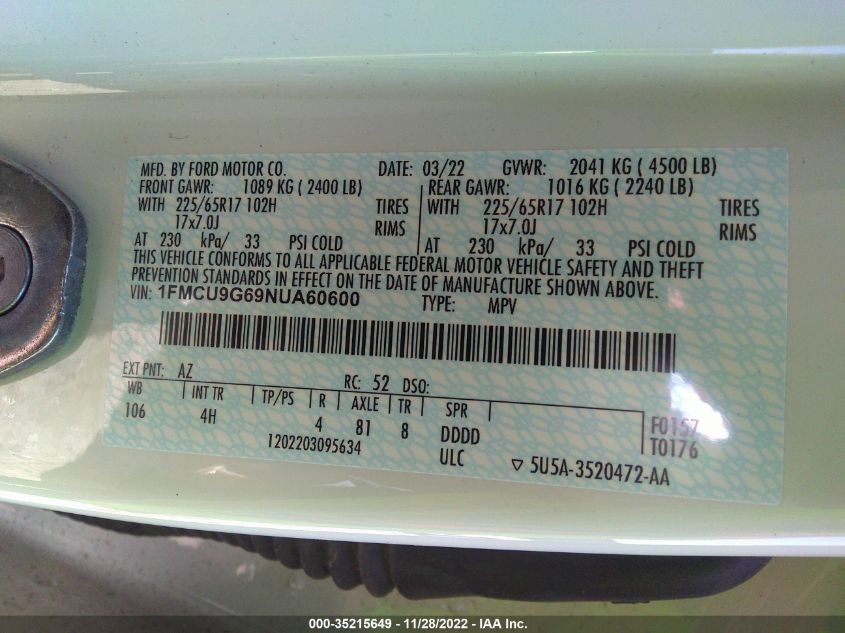 MFD. BY FORD MOTOR CO. DATE: 03/22 GVWR: 2041 KG ( 4500 LB)
FRONT GAWR: 1089 KG ( 2400 LB) REAR GAWR: 1016 KG ( 2240 LB)
WITH 225/65R17 102H TIRES WITH 225/65R17 102H TIRES
17x7.0J RIMS 17x7.0J RIMS
AT 230 kPa/ 33 PSI COLD AT 230 kPa/ 33 PSI COLD
THIS VEHICLE CONFORMS TO ALL APPLICABLE FEDERAL MOTOR VEHICLE SAFETY AND THEFT
PREVENTION STANDARDS IN EFFECT ON THE DATE OF MANUFACTURE SHOWN ABOVE.
VIN: 1FMCU9G69NUA60600 TYPE: MPV
EXT PNT: AZ RC: 52 DSO:
WB INT TR TP/PS R AXLE TR SPR
106 4H 4 81 8 DDDD F0157
1202203095634 ULC T0176
▽ 5U5A-3520472-AA
000-35215649 - 11/28/2022 - IAA Inc.